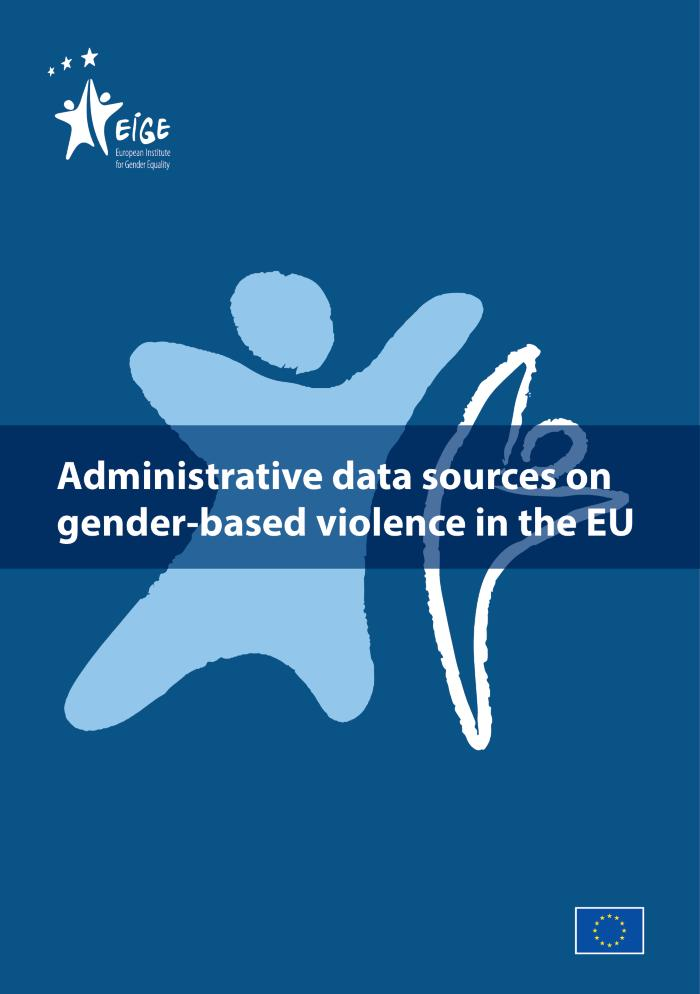 EIGE
European Institute
for Gender Equality
Administrative data sources on
gender-based violence in the EU